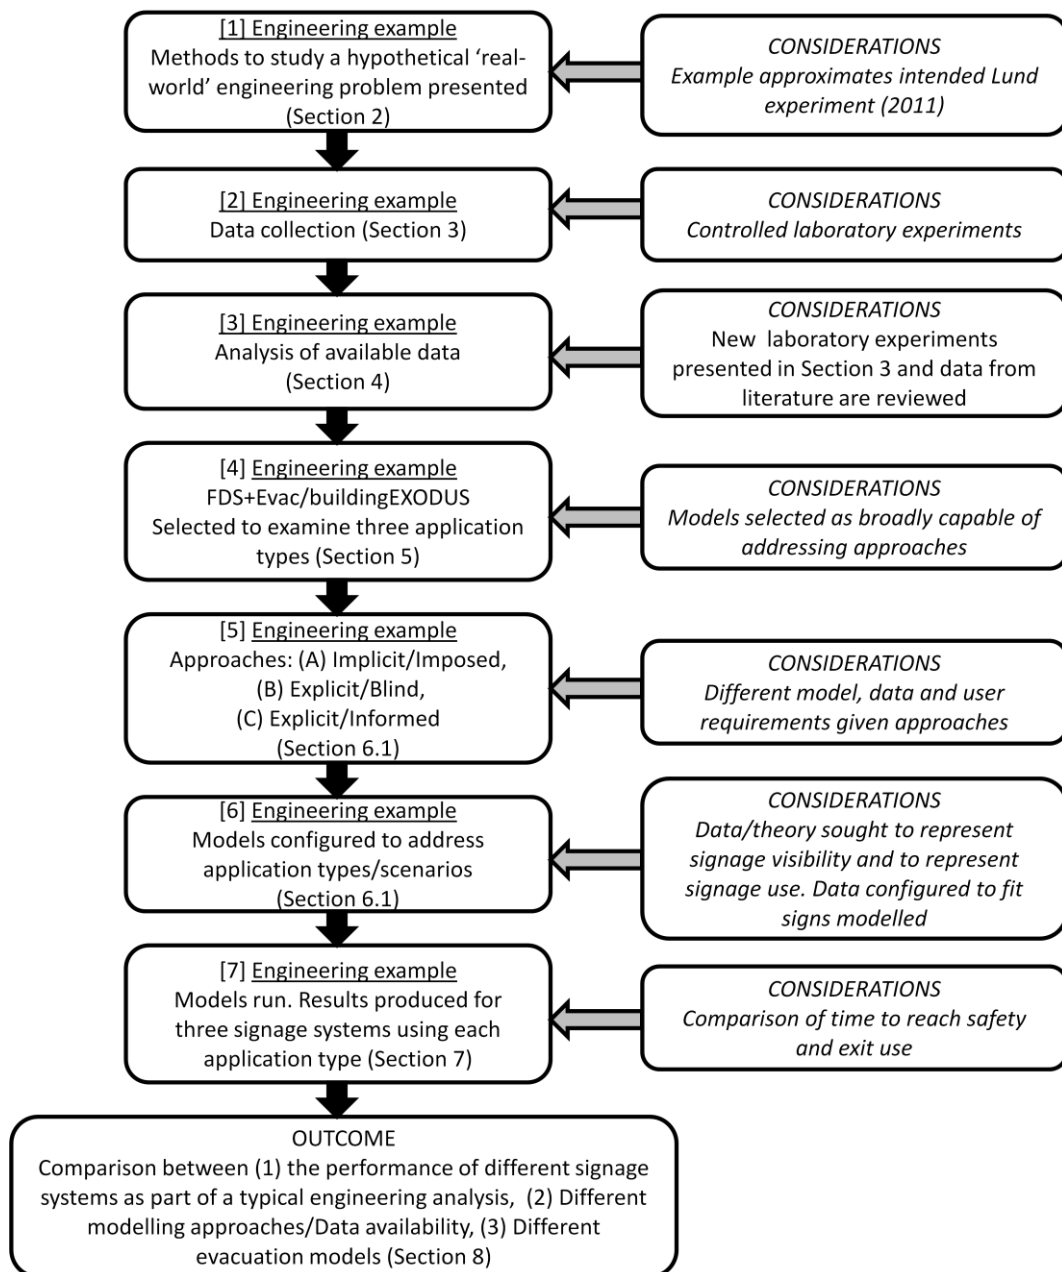 [1] Engineering example
Methods to study a hypothetical ‘real-
world’ engineering problem presented
(Section 2)
CONSIDERATIONS
Example approximates intended Lund
experiment (2011)
[2] Engineering example
Data collection (Section 3)
CONSIDERATIONS
Controlled laboratory experiments
[3] Engineering example
Analysis of available data
(Section 4)
CONSIDERATIONS
New laboratory experiments
presented in Section 3 and data from
literature are reviewed
[4] Engineering example
FDS+Evac/buildingEXODUS
Selected to examine three application
types (Section 5)
CONSIDERATIONS
Models selected as broadly capable of
addressing approaches
[5] Engineering example
Approaches: (A) Implicit/Imposed,
(B) Explicit/Blind,
(C) Explicit/Informed
(Section 6.1)
CONSIDERATIONS
Different model, data and user
requirements given approaches
[6] Engineering example
Models configured to address
application types/scenarios
(Section 6.1)
CONSIDERATIONS
Data/theory sought to represent
signage visibility and to represent
signage use. Data configured to fit
signs modelled
[7] Engineering example
Models run. Results produced for
three signage systems using each
application type (Section 7)
CONSIDERATIONS
Comparison of time to reach safety
and exit use
OUTCOME
Comparison between (1) the performance of different signage
systems as part of a typical engineering analysis, (2) Different
modelling approaches/Data availability, (3) Different
evacuation models (Section 8)